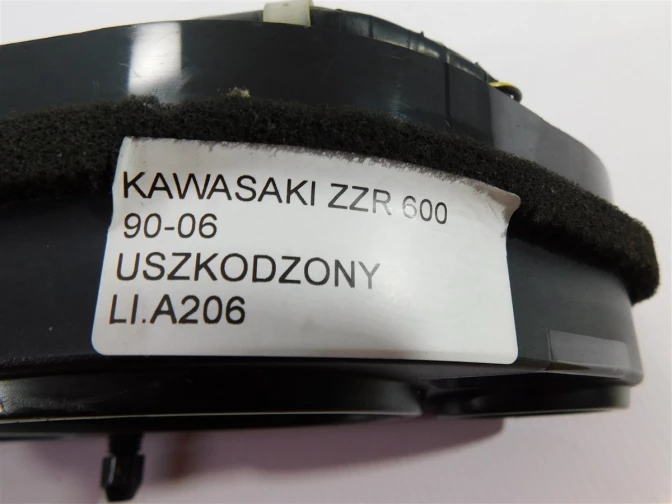 KAWASAKI ZZR 600
90-06
USZKODZONY
LI.A206